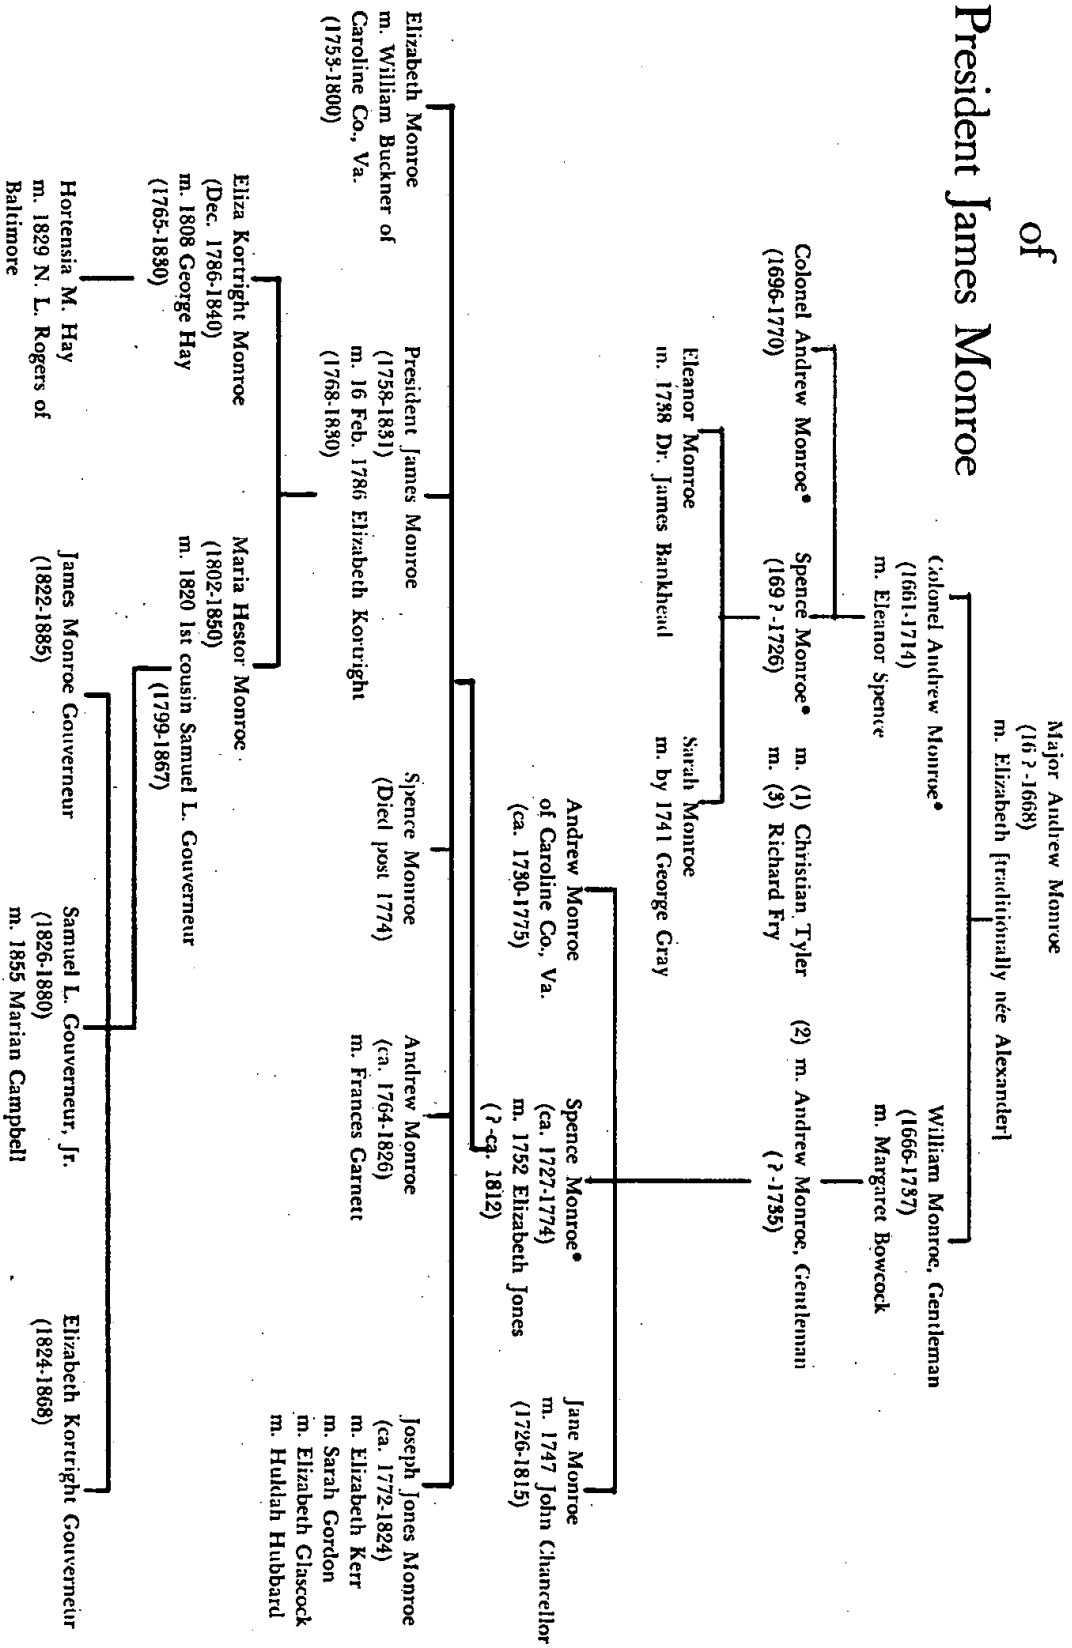 of
President James Monroe
Major Andrew Monroe
(16 ? -1668)
m. Elizabeth [traditionally née Alexander]
Colonel Andrew Monroe*
(1661-1714)
m. Eleanor Spence
William Monroe, Gentleman
(1666-1737)
m. Margaret Bowcock
Colonel Andrew Monroe*
(1696-1770)
Spence Monroe*
(169 ? -1726)
m. (1) Christian Tyler
m. (3) Richard Fry
(2) m. Andrew Monroe, Gentleman
( ? -1735)
Eleanor Monroe
m. 1738 Dr. James Bankhead
Sarah Monroe
m. by 1741 George Gray
Andrew Monroe
of Caroline Co., Va.
(ca. 1730-1775)
Spence Monroe*
(ca. 1727-1774)
m. 1752 Elizabeth Jones
( ? -ca. 1812)
Jane Monroe
m. 1747 John Chancellor
(1726-1815)
Elizabeth Monroe
m. William Buckner of
Caroline Co., Va.
(1753-1800)
President James Monroe
(1758-1831)
m. 16 Feb. 1786 Elizabeth Kortright
(1768-1830)
Spence Monroe
(Died post 1774)
Andrew Monroe
(ca. 1764-1826)
m. Frances Garnett
Joseph Jones Monroe
(ca. 1772-1824)
m. Elizabeth Kerr
m. Sarah Gordon
m. Elizabeth Glascock
m. Huldah Hubbard
Eliza Kortright Monroe
(Dec. 1786-1840)
m. 1808 George Hay
(1765-1830)
Maria Hestor Monroe
(1802-1850)
m. 1820 1st cousin Samuel L. Gouverneur
(1799-1867)
Hortensia M. Hay
m. 1829 N. L. Rogers of
Baltimore
James Monroe Gouverneur
(1822-1885)
Samuel L. Gouverneur, Jr.
(1826-1880)
m. 1855 Marian Campbell
Elizabeth Kortright Gouverneur
(1824-1868)